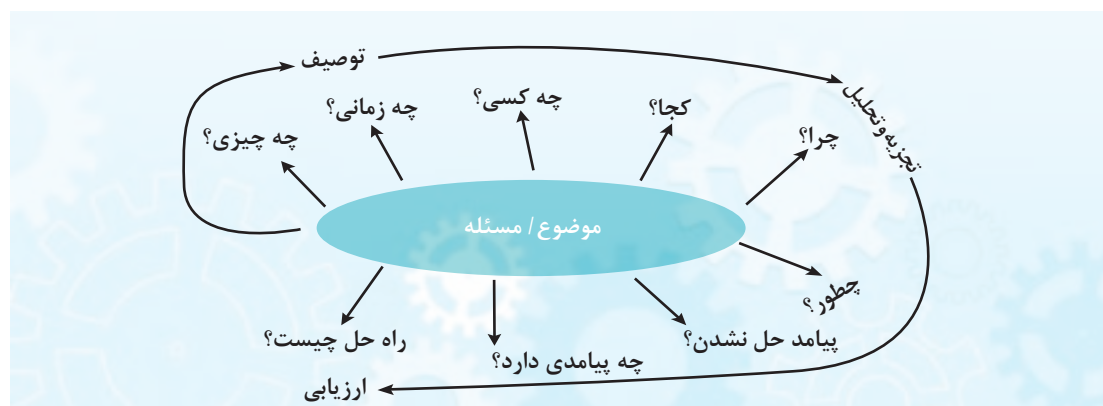 توصیف
تجزیه و تحلیل
چه چیزی؟
چه زمانی؟
چه کسی؟
کجا؟
چرا؟
موضوع / مسئله
چطور؟
پیامد حل نشدن؟
چه پیامدی دارد؟
راه حل چیست؟
ارزیابی